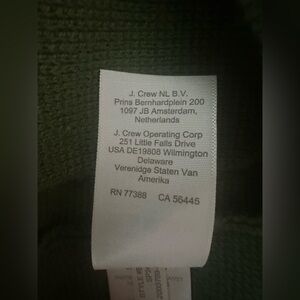 J. Crew NL B.V.
Prins Bernhardplein 200
1097 JB Amsterdam,
Netherlands
J. Crew Operating Corp
251 Little Falls Drive
USA DE19808 Wilmington
Delaware
Verenidge Staten Van
Amerika
RN 77388 CA 56445